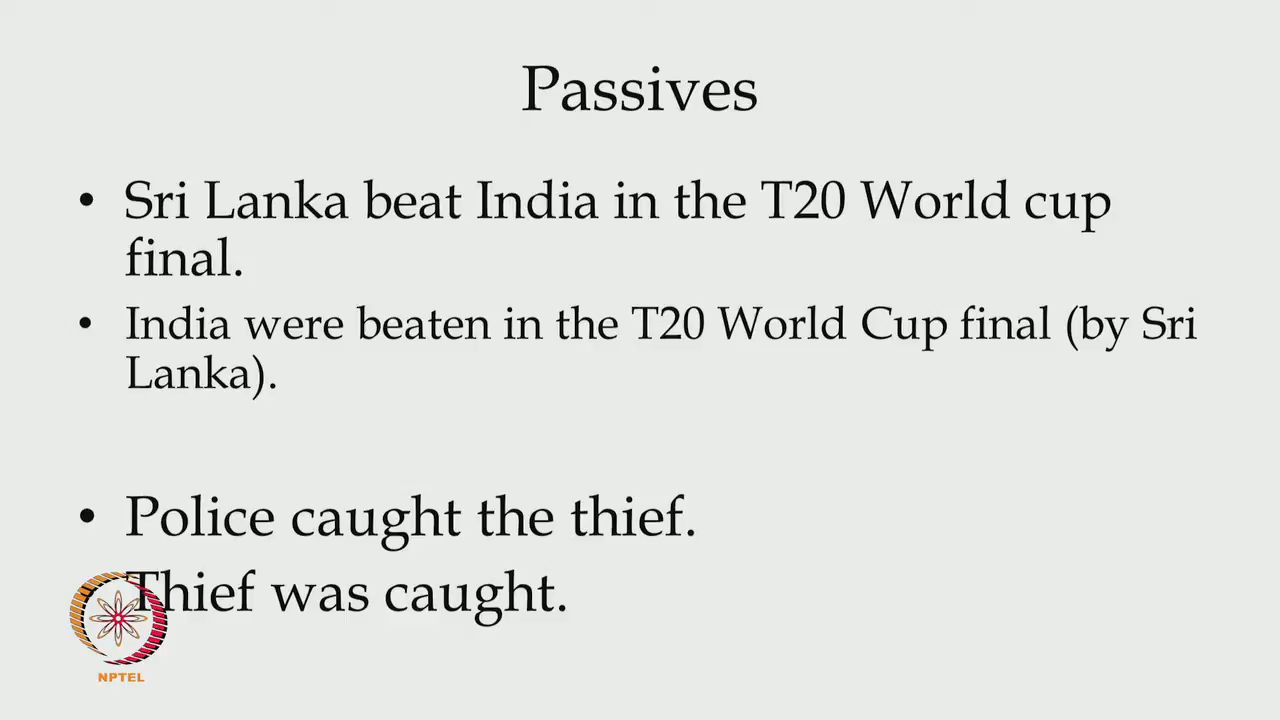 Passives
• Sri Lanka beat India in the T20 World cup
final.
• India were beaten in the T20 World Cup final (by Sri
Lanka).
• Police caught the thief.
Thief was caught.
NPTEL